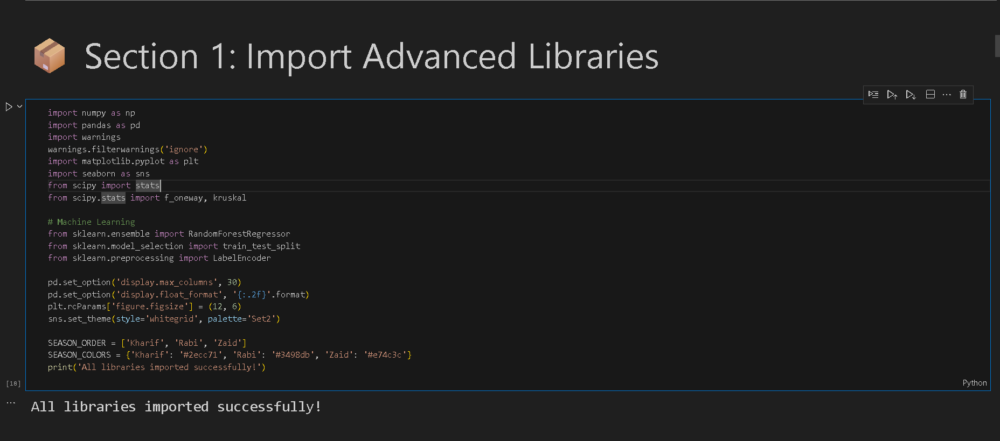 Section 1: Import Advanced Libraries
import numpy as np
import pandas as pd
import warnings
warnings.filterwarnings('ignore')
import matplotlib.pyplot as plt
import seaborn as sns
from scipy import stats
from scipy.stats import f_oneway, kruskal
# Machine Learning
from sklearn.ensemble import RandomForestRegressor
from sklearn.model_selection import train_test_split
from sklearn.preprocessing import LabelEncoder
pd.set_option('display.max_columns', 30)
pd.set_option('display.float_format', '{:.2f}'.format)
plt.rcParams['figure.figsize'] = (12, 6)
sns.set_theme(style='whitegrid', palette='Set2')
SEASON_ORDER = ['Kharif', 'Rabi', 'Zaid']
SEASON_COLORS = {'Kharif': '#2ecc71', 'Rabi': '#3498db', 'Zaid': '#e74c3c'}
print('All libraries imported successfully!')
[18]
Python
All libraries imported successfully!